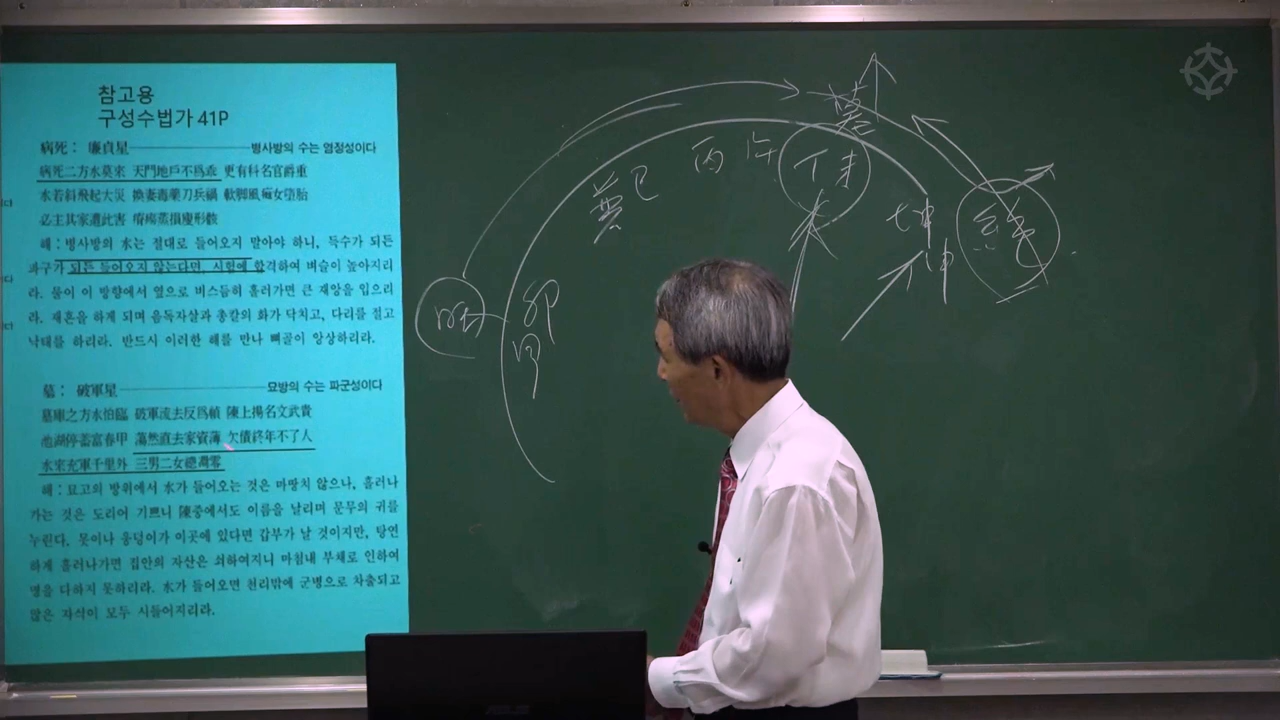 참고용
구성수법가 41P
病死: 廉貞星 병사방의 수는 염정성이다
病死二方水莫來 天門地戶不爲乖 更有科名官爵重
水若斜飛起大災 換妻毒藥刀兵禍 軟脚風癱女墮胎
必主其家遭此害 瘠瘵蒸損瘦形骸
해: 병사방의 水는 절대로 들어오지 말아야 하니, 득수가 되든
파구가 되든 들어오지 않는다면, 시험에 합격하여 벼슬이 높아지리
라. 물이 이 방향에서 옆으로 비스듬히 흘러가면 큰 재앙을 입으리
라. 재혼을 하게 되며 음독자살과 총칼의 화가 닥치고, 다리를 절고
낙태를 하리라. 반드시 이러한 해를 만나 뼈골이 앙상하리라.
墓: 破軍星 묘방의 수는 파군성이다
墓庫之方水怕臨 破軍流去反爲禎 陳上揚名文武貴
池湖停蓄富春甲 蕩然直去家資薄 欠債終年不了人
水來充軍千里外 三男二女總凋零
해: 묘고의 방위에서 水가 들어오는 것은 마땅치 않으나, 흘러나
가는 것은 도리어 기쁘니 陳중에서도 이름을 날리며 문무의 귀를
누린다. 못이나 웅덩이가 이곳에 있다면 갑부가 날 것이지만, 탕연
하게 흘러나가면 집안의 자산은 쇠하여지니 마침내 부채로 인하여
명을 다하지 못하리라. 水가 들어오면 천리밖에 군병으로 차출되고
많은 자식이 모두 시들어지리라.
墓
丙 午
丁 未
巳
坤
申
卯
甲